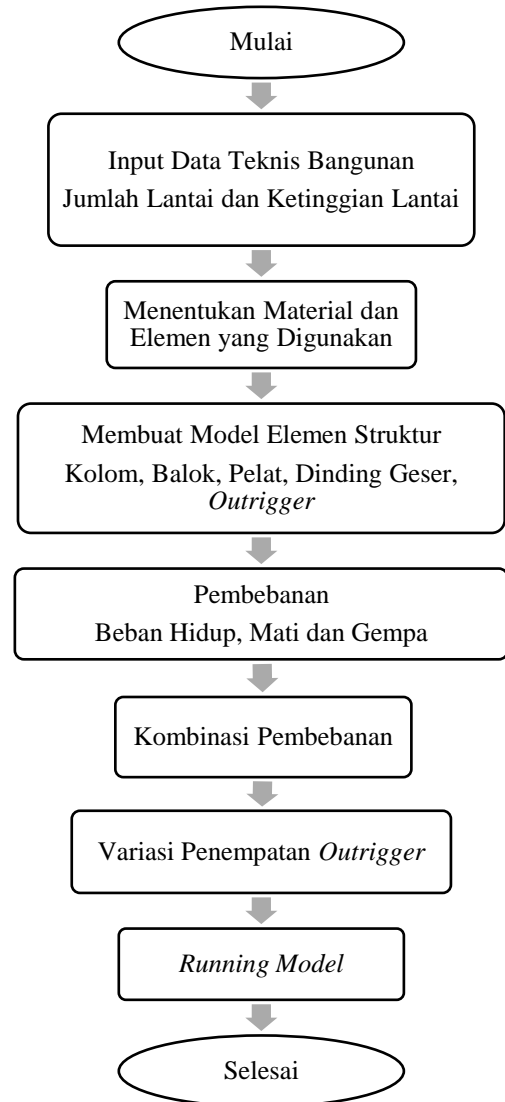 Mulai
Input Data Teknis Bangunan
Jumlah Lantai dan Ketinggian Lantai
Menentukan Material dan
Elemen yang Digunakan
Membuat Model Elemen Struktur
Kolom, Balok, Pelat, Dinding Geser,
Outrigger
Pembebanan
Beban Hidup, Mati dan Gempa
Kombinasi Pembebanan
Variasi Penempatan Outrigger
Running Model
Selesai